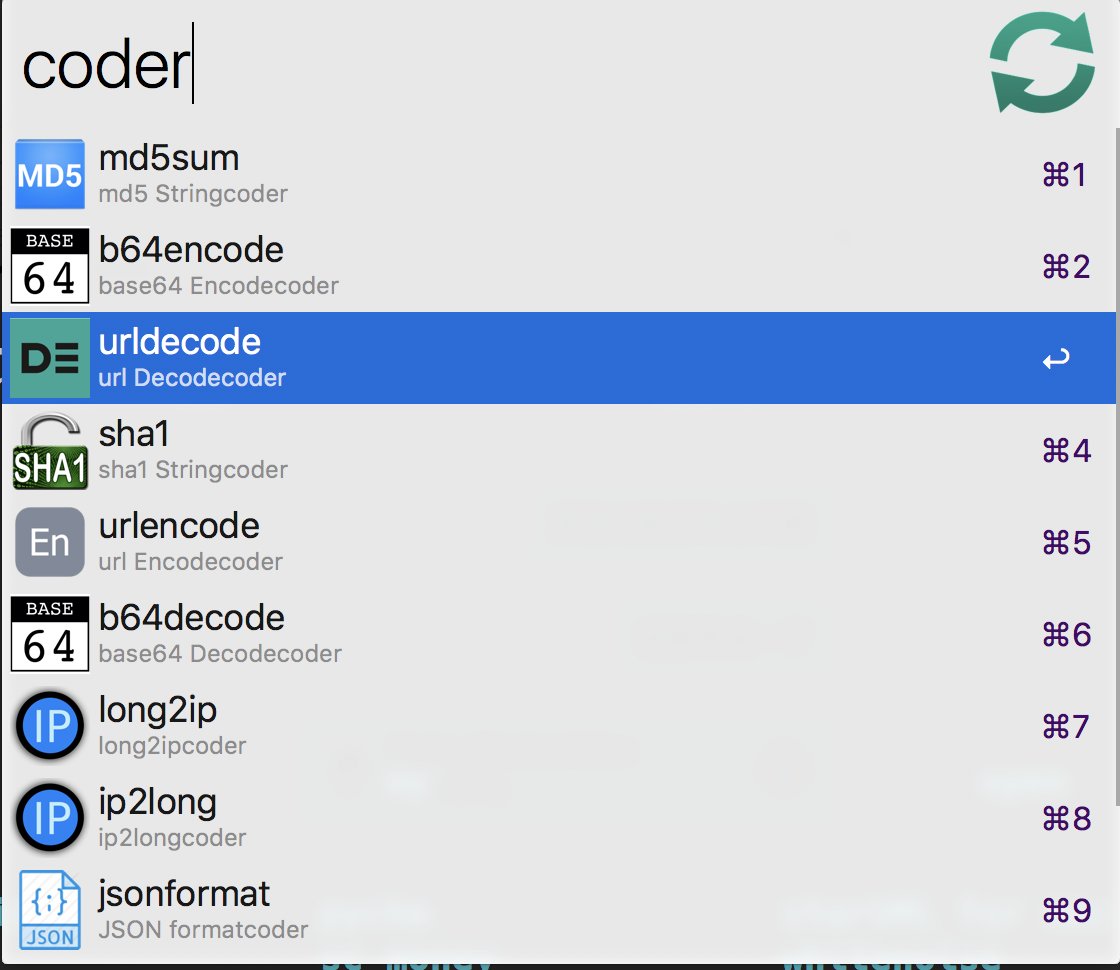 coder
MD5
md5sum
md5 Stringcoder
⌘1
BASE
64
b64encode
base64 Encodecoder
⌘2
DE
urldecode
url Decodecoder
↩
SHA1
sha1
sha1 Stringcoder
⌘4
En
urlencode
url Encodecoder
⌘5
BASE
64
b64decode
base64 Decodecoder
⌘6
IP
long2ip
long2ipcoder
⌘7
IP
ip2long
ip2longcoder
⌘8
{;}
JSON
jsonformat
JSON formatcoder
⌘9